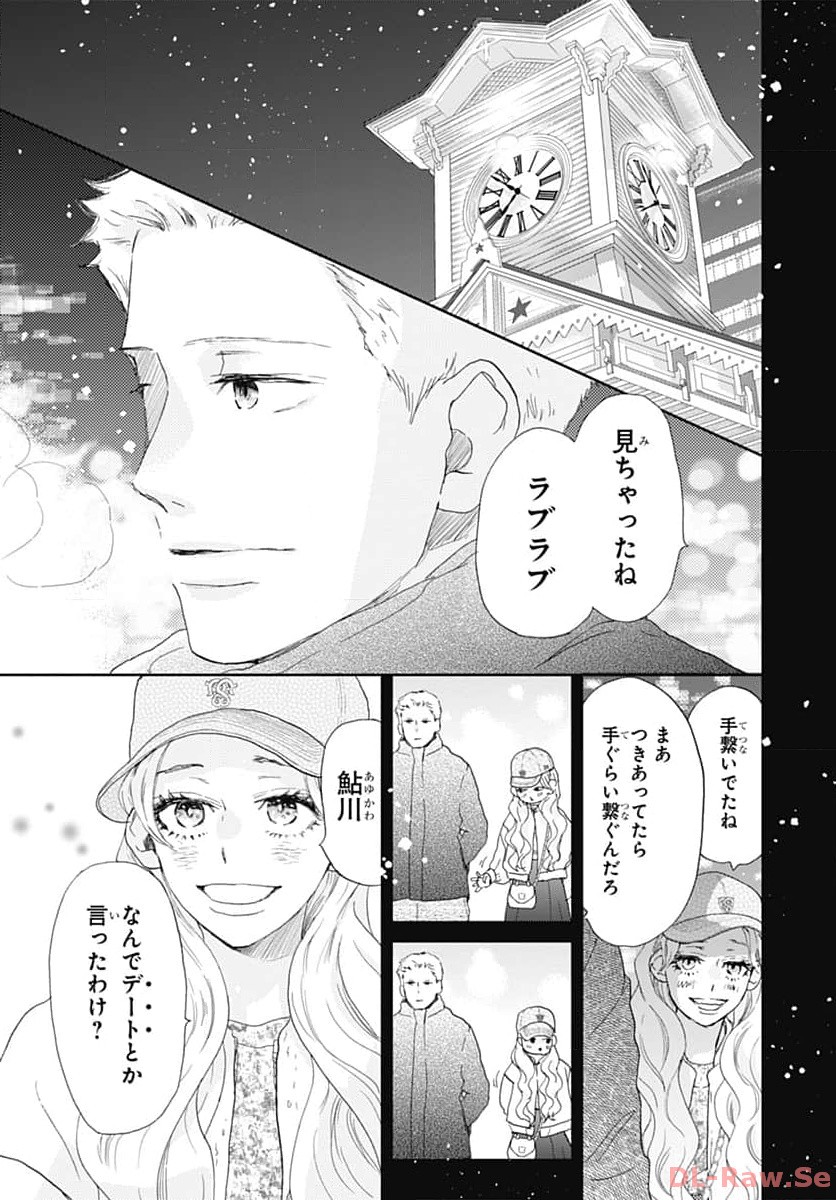 見ちゃったね
ラブラブ
手繋いでたね
まあ
つきあってたら
手ぐらい繋ぐんだろ
鮎川
なんでデートとか
言ったわけ？
DL-Raw.Se